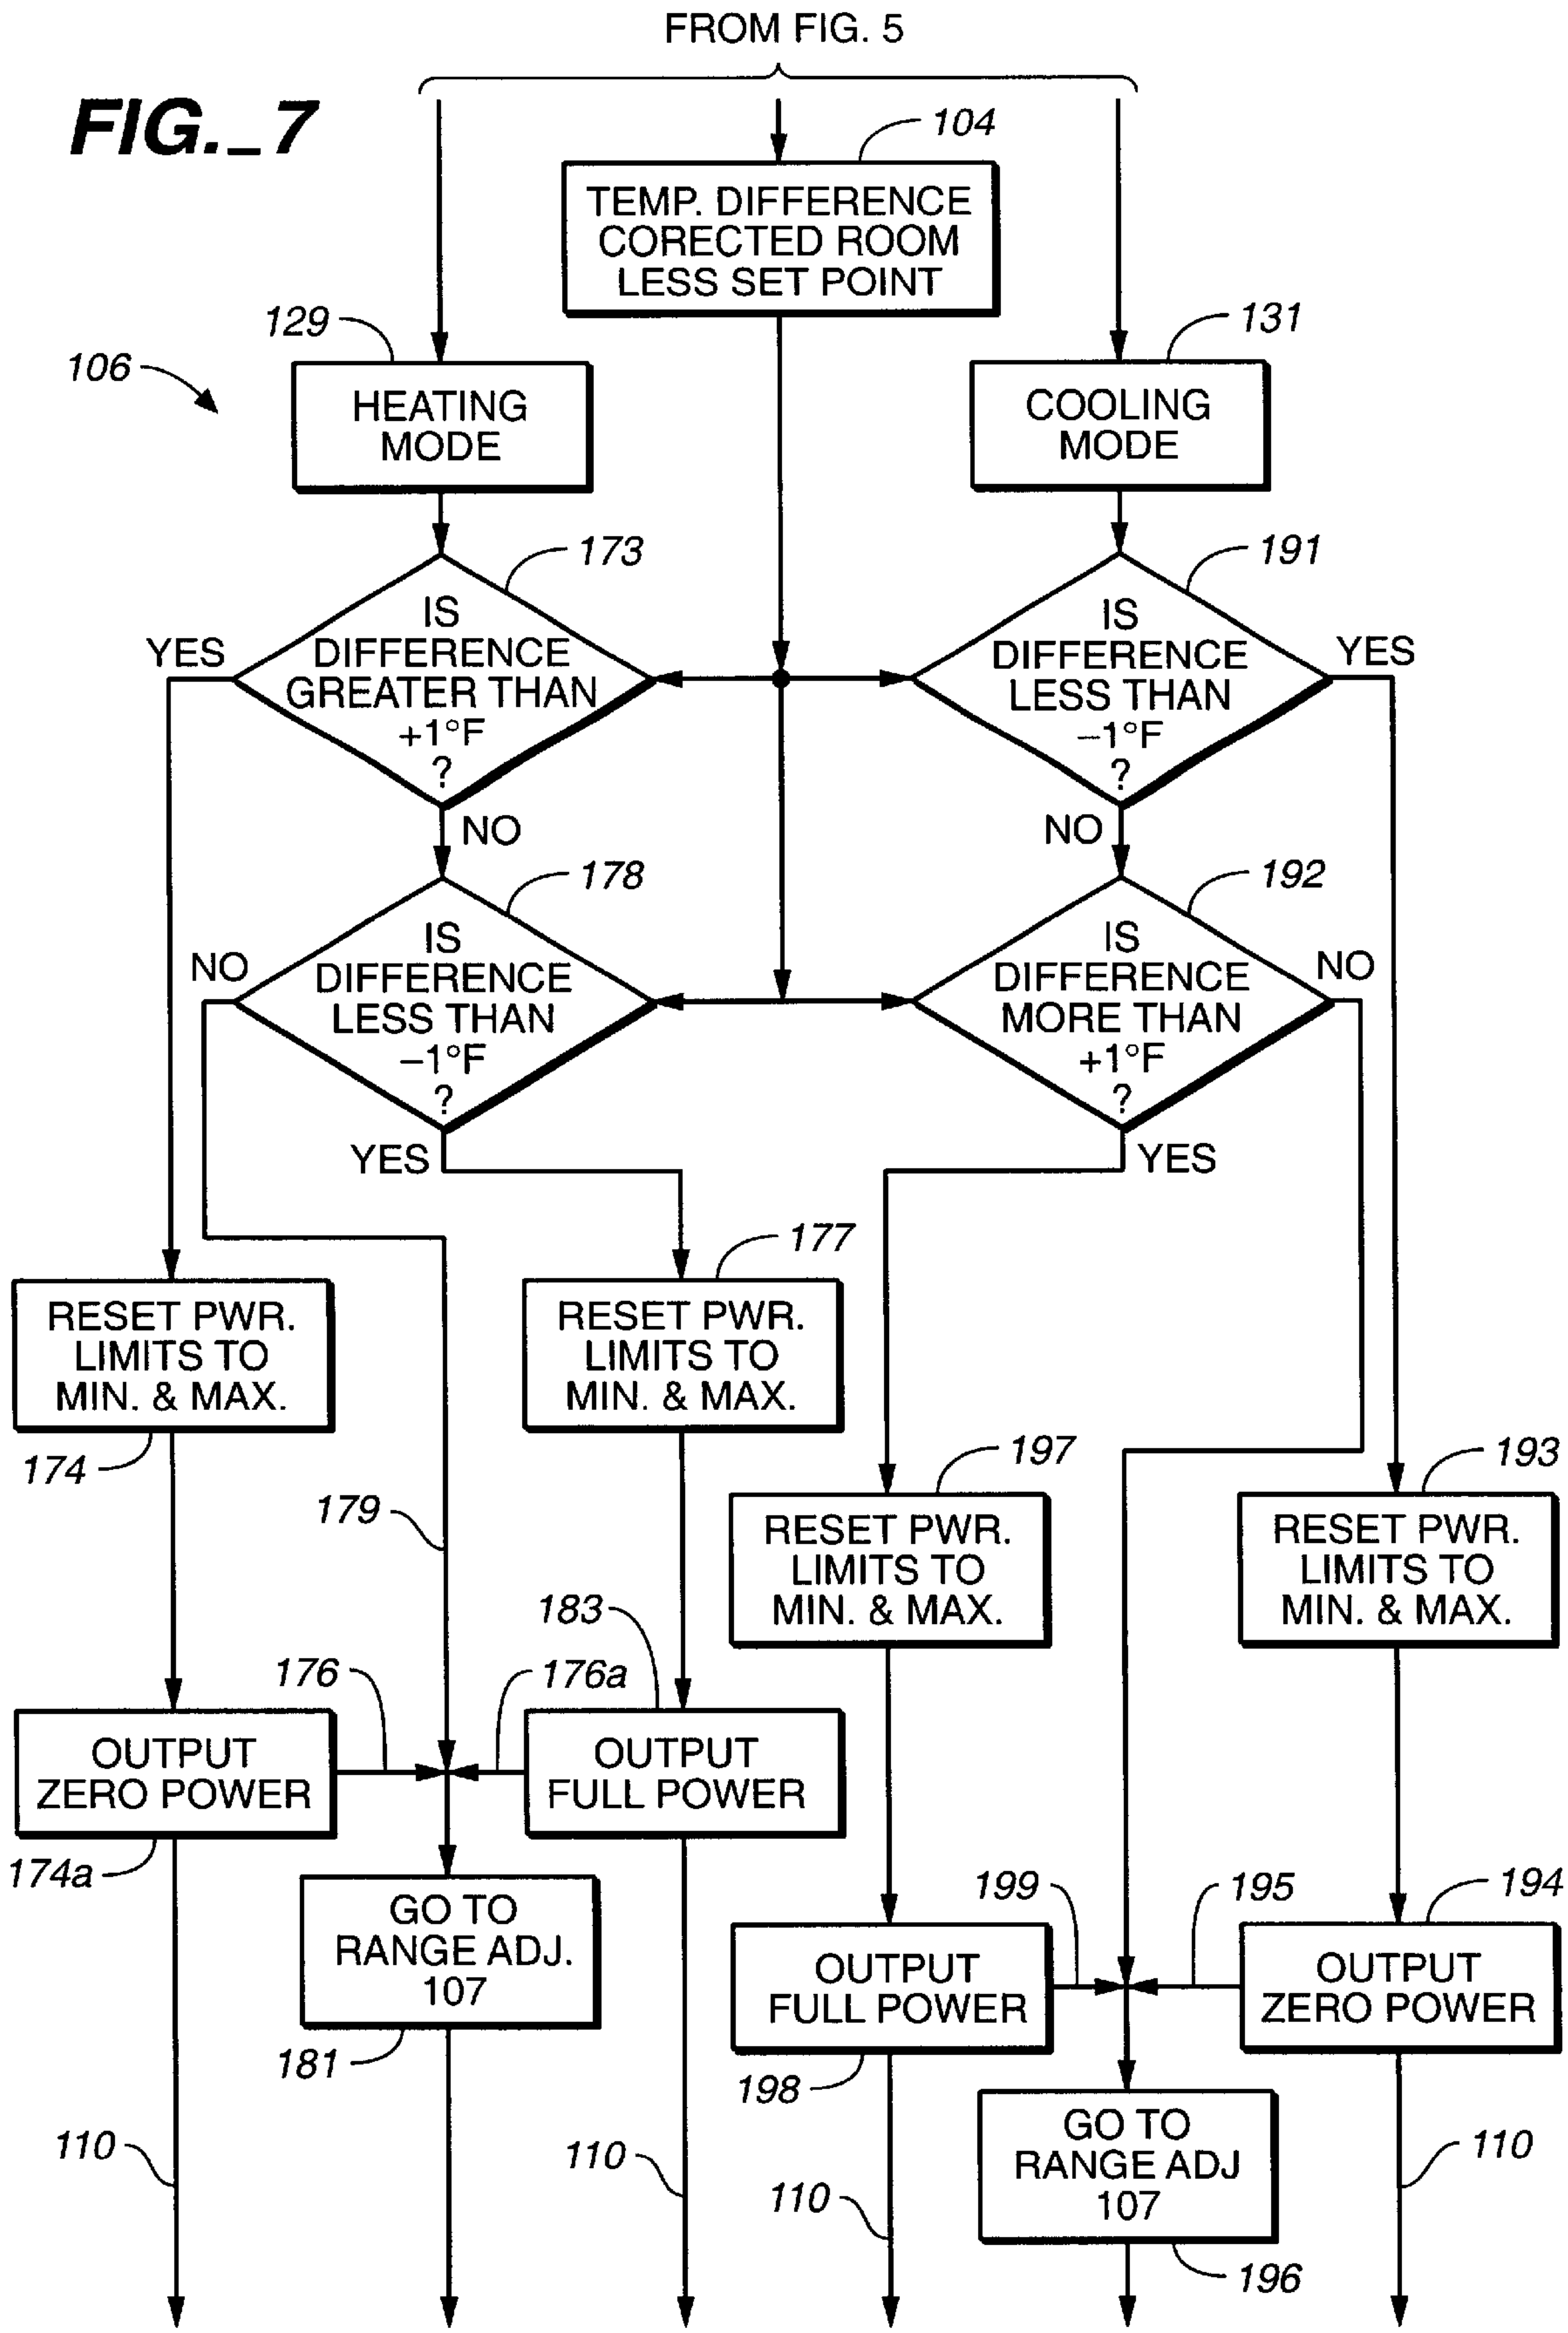 FROM FIG. 5
FIG._7
104
TEMP. DIFFERENCE
CORECTED ROOM
LESS SET POINT
129
131
106
HEATING
MODE
COOLING
MODE
173
191
IS
DIFFERENCE
GREATER THAN
+1°F
?
YES
IS
DIFFERENCE
LESS THAN
−1°F
?
YES
NO
NO
178
192
IS
DIFFERENCE
LESS THAN
−1°F
?
NO
YES
IS
DIFFERENCE
MORE THAN
+1°F
?
NO
YES
177
RESET PWR.
LIMITS TO
MIN. & MAX.
174
RESET PWR.
LIMITS TO
MIN. & MAX.
179
197
RESET PWR.
LIMITS TO
MIN. & MAX.
193
RESET PWR.
LIMITS TO
MIN. & MAX.
183
176
176a
OUTPUT
ZERO POWER
174a
OUTPUT
FULL POWER
GO TO
RANGE ADJ.
107
181
199
195
194
OUTPUT
FULL POWER
198
OUTPUT
ZERO POWER
GO TO
RANGE ADJ
107
196
110
110
110
110